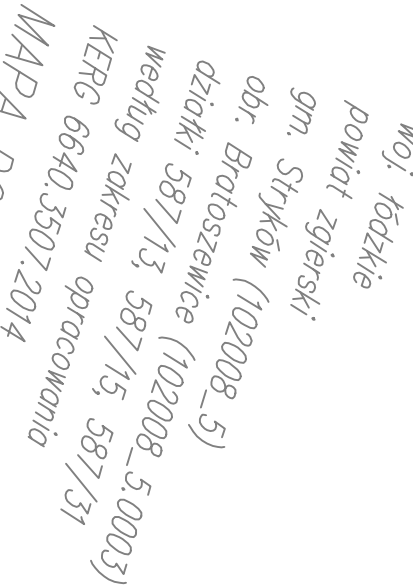 woj. łódzkie
powiat zgierski
gm. Stryków (102008_5)
obr. Bratoszewice (102008_5.0003)
działki 587/13, 587/15, 587/31
według zakresu opracowania
KERG 6640.3507.2014
MAPA